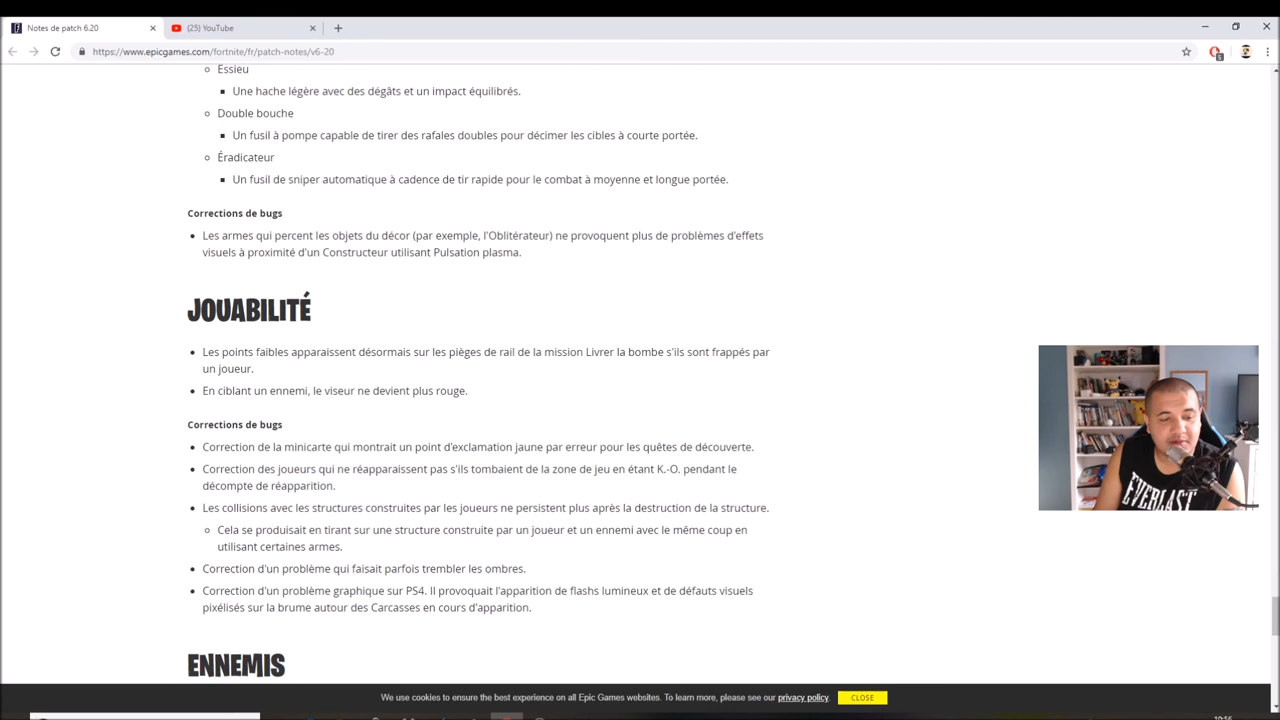 Notes de patch 6.20
(25) YouTube
https://www.epicgames.com/fortnite/fr/patch-notes/v6-20
Essieu
Une hache légère avec des dégâts et un impact équilibrés.
Double bouche
Un fusil à pompe capable de tirer des rafales doubles pour décimer les cibles à courte portée.
Éradicateur
Un fusil de sniper automatique à cadence de tir rapide pour le combat à moyenne et longue portée.
Corrections de bugs
Les armes qui percent les objets du décor (par exemple, l'Oblitérateur) ne provoquent plus de problèmes d'effets
visuels à proximité d'un Constructeur utilisant Pulsation plasma.
JOUABILITÉ
Les points faibles apparaissent désormais sur les pièges de rail de la mission Livrer la bombe s'ils sont frappés par
un joueur.
En ciblant un ennemi, le viseur ne devient plus rouge.
Corrections de bugs
Correction de la minicarte qui montrait un point d'exclamation jaune par erreur pour les quêtes de découverte.
Correction des joueurs qui ne réapparaissent pas s'ils tombaient de la zone de jeu en étant K.-O. pendant le
décompte de réapparition.
Les collisions avec les structures construites par les joueurs ne persistent plus après la destruction de la structure.
Cela se produisait en tirant sur une structure construite par un joueur et un ennemi avec le même coup en
utilisant certaines armes.
Correction d'un problème qui faisait parfois trembler les ombres.
Correction d'un problème graphique sur PS4. Il provoquait l'apparition de flashs lumineux et de défauts visuels
pixélisés sur la brume autour des Carcasses en cours d'apparition.
EVERLAST
ENNEMIS
We use cookies to ensure the best experience on all Epic Games websites. To learn more, please see our privacy policy.
CLOSE